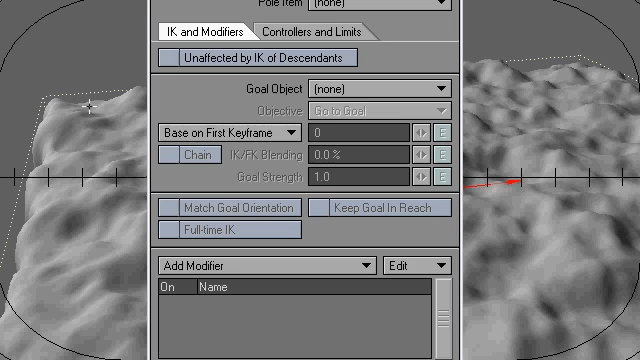 Pole Item (none)
IK and Modifiers Controllers and Limits
Unaffected by IK of Descendants
Goal Object (none)
Objective Go to Goal
Base on First Keyframe 0 E
Chain IK/FK Blending 0.0 % E
Goal Strength 1.0 E
Match Goal Orientation Keep Goal In Reach
Full-time IK
Add Modifier Edit
On Name